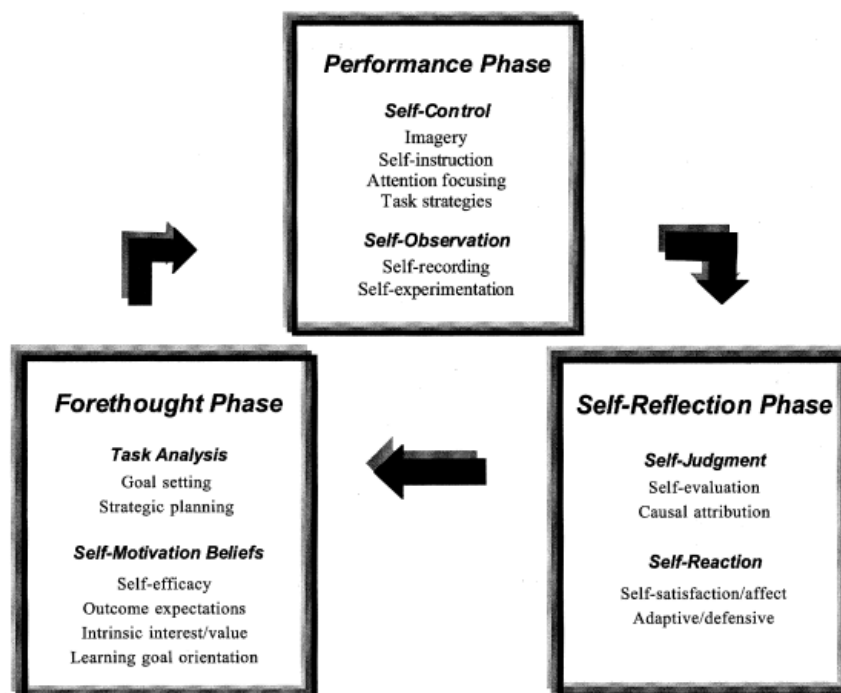 Performance Phase
Self-Control
Imagery
Self-instruction
Attention focusing
Task strategies
Self-Observation
Self-recording
Self-experimentation
Forethought Phase
Task Analysis
Goal setting
Strategic planning
Self-Motivation Beliefs
Self-efficacy
Outcome expectations
Intrinsic interest/value
Learning goal orientation
Self-Reflection Phase
Self-Judgment
Self-evaluation
Causal attribution
Self-Reaction
Self-satisfaction/affect
Adaptive/defensive